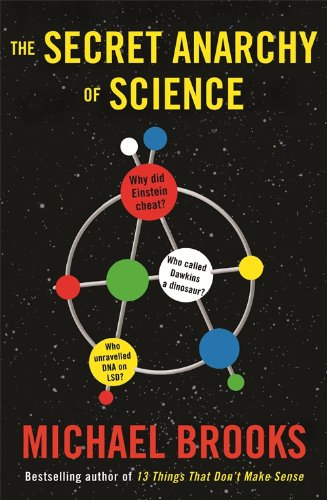 THE SECRET ANARCHY
OF SCIENCE
Why did
Einstein
cheat?
Who called
Dawkins
a dinosaur?
Who
unravelled
DNA on
LSD?
MICHAEL BROOKS
Bestselling author of 13 Things That Don't Make Sense